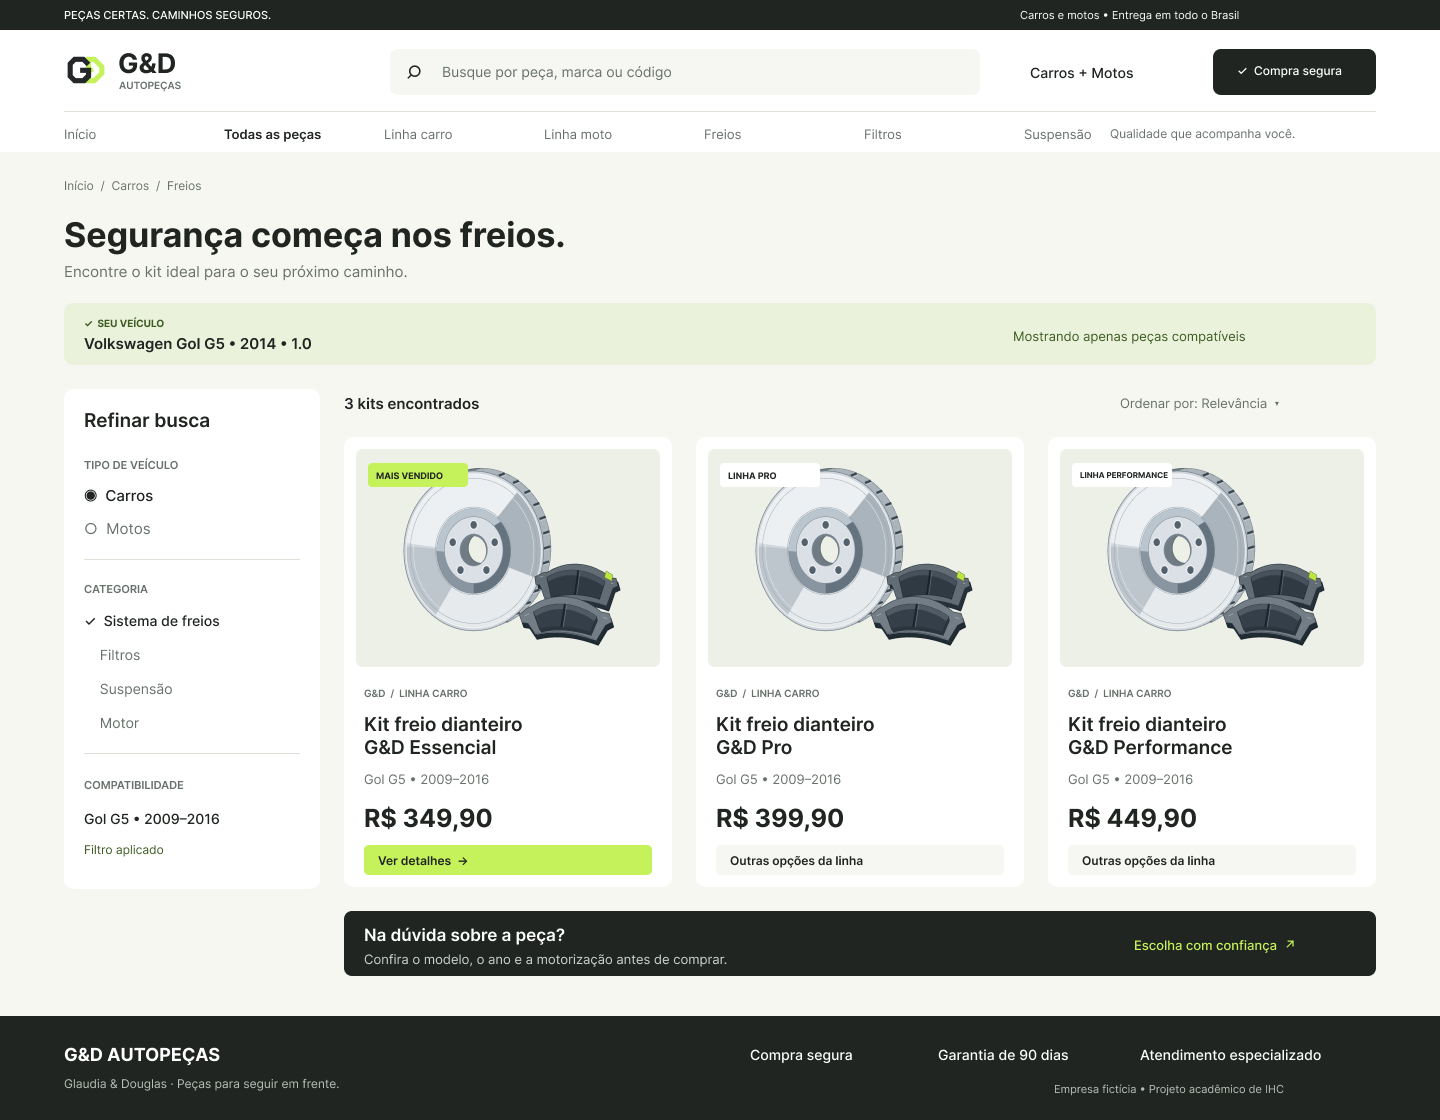 PEÇAS CERTAS. CAMINHOS SEGUROS.
Carros e motos • Entrega em todo o Brasil
G&D
AUTOPEÇAS
Busque por peça, marca ou código
Carros + Motos
✓ Compra segura
Início
Todas as peças
Linha carro
Linha moto
Freios
Filtros
Suspensão
Qualidade que acompanha você.
Início / Carros / Freios
Segurança começa nos freios.
Encontre o kit ideal para o seu próximo caminho.
✓ SEU VEÍCULO
Volkswagen Gol G5 • 2014 • 1.0
Mostrando apenas peças compatíveis
Refinar busca
TIPO DE VEÍCULO
Carros
Motos
CATEGORIA
✓ Sistema de freios
Filtros
Suspensão
Motor
COMPATIBILIDADE
Gol G5 • 2009–2016
Filtro aplicado
3 kits encontrados
Ordenar por: Relevância ▾
MAIS VENDIDO
G&D / LINHA CARRO
Kit freio dianteiro
G&D Essencial
Gol G5 • 2009–2016
R$ 349,90
Ver detalhes →
LINHA PRO
G&D / LINHA CARRO
Kit freio dianteiro
G&D Pro
Gol G5 • 2009–2016
R$ 399,90
Outras opções da linha
LINHA PERFORMANCE
G&D / LINHA CARRO
Kit freio dianteiro
G&D Performance
Gol G5 • 2009–2016
R$ 449,90
Outras opções da linha
Na dúvida sobre a peça?
Confira o modelo, o ano e a motorização antes de comprar.
Escolha com confiança ↗
G&D AUTOPEÇAS
Glaudia & Douglas · Peças para seguir em frente.
Compra segura
Garantia de 90 dias
Atendimento especializado
Empresa fictícia • Projeto acadêmico de IHC